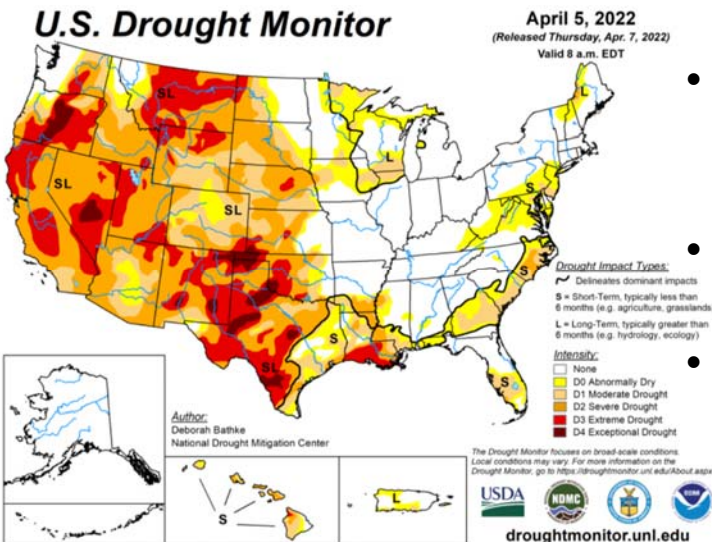 U.S. Drought Monitor
April 5, 2022
(Released Thursday, Apr. 7, 2022)
Valid 8 a.m. EDT
SL
L
L
SL
SL
S
S
S
S
SL
S
Drought Impact Types:
Delineates dominant impacts
S = Short-Term, typically less than
6 months (e.g. agriculture, grasslands
L = Long-Term, typically greater than
6 months (e.g. hydrology, ecology)
Intensity:
None
D0 Abnormally Dry
D1 Moderate Drought
D2 Severe Drought
D3 Extreme Drought
D4 Exceptional Drought
Author:
Deborah Bathke
National Drought Mitigation Center
S
L
The Drought Monitor focuses on broad-scale conditions.
Local conditions may vary. For more information on the
Drought Monitor, go to https://droughtmonitor.unl.edu/About.aspx
USDA
NDMC
droughtmonitor.unl.edu